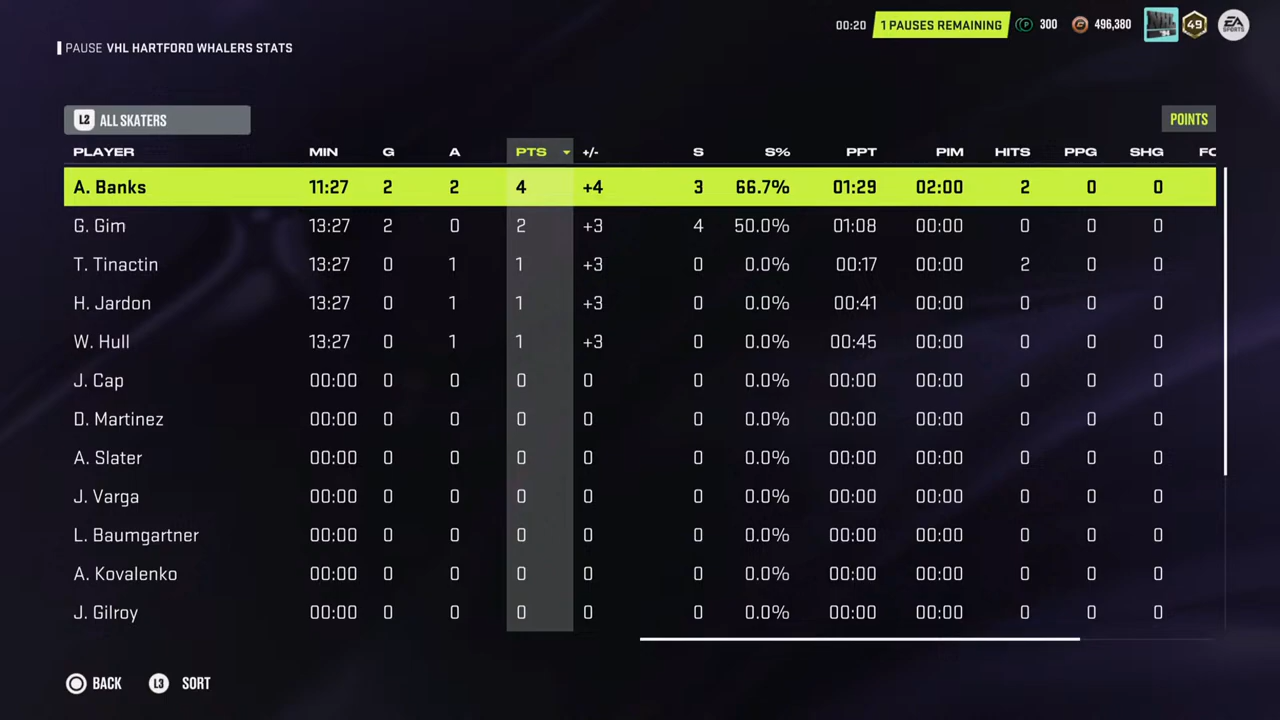 00:20 1 PAUSES REMAINING P 300 C 496,380 NHL 94 49 EA SPORTS
PAUSE VHL HARTFORD WHALERS STATS
L2 ALL SKATERS POINTS
PLAYER MIN G A PTS +/- S S% PPT PIM HITS PPG SHG FO
A. Banks 11:27 2 2 4 +4 3 66.7% 01:29 02:00 2 0 0
G. Gim 13:27 2 0 2 +3 4 50.0% 01:08 00:00 0 0 0
T. Tinactin 13:27 0 1 1 +3 0 0.0% 00:17 00:00 2 0 0
H. Jardon 13:27 0 1 1 +3 0 0.0% 00:41 00:00 0 0 0
W. Hull 13:27 0 1 1 +3 0 0.0% 00:45 00:00 0 0 0
J. Cap 00:00 0 0 0 0 0 0.0% 00:00 00:00 0 0 0
D. Martinez 00:00 0 0 0 0 0 0.0% 00:00 00:00 0 0 0
A. Slater 00:00 0 0 0 0 0 0.0% 00:00 00:00 0 0 0
J. Varga 00:00 0 0 0 0 0 0.0% 00:00 00:00 0 0 0
L. Baumgartner 00:00 0 0 0 0 0 0.0% 00:00 00:00 0 0 0
A. Kovalenko 00:00 0 0 0 0 0 0.0% 00:00 00:00 0 0 0
J. Gilroy 00:00 0 0 0 0 0 0.0% 00:00 00:00 0 0 0
BACK L3 SORT